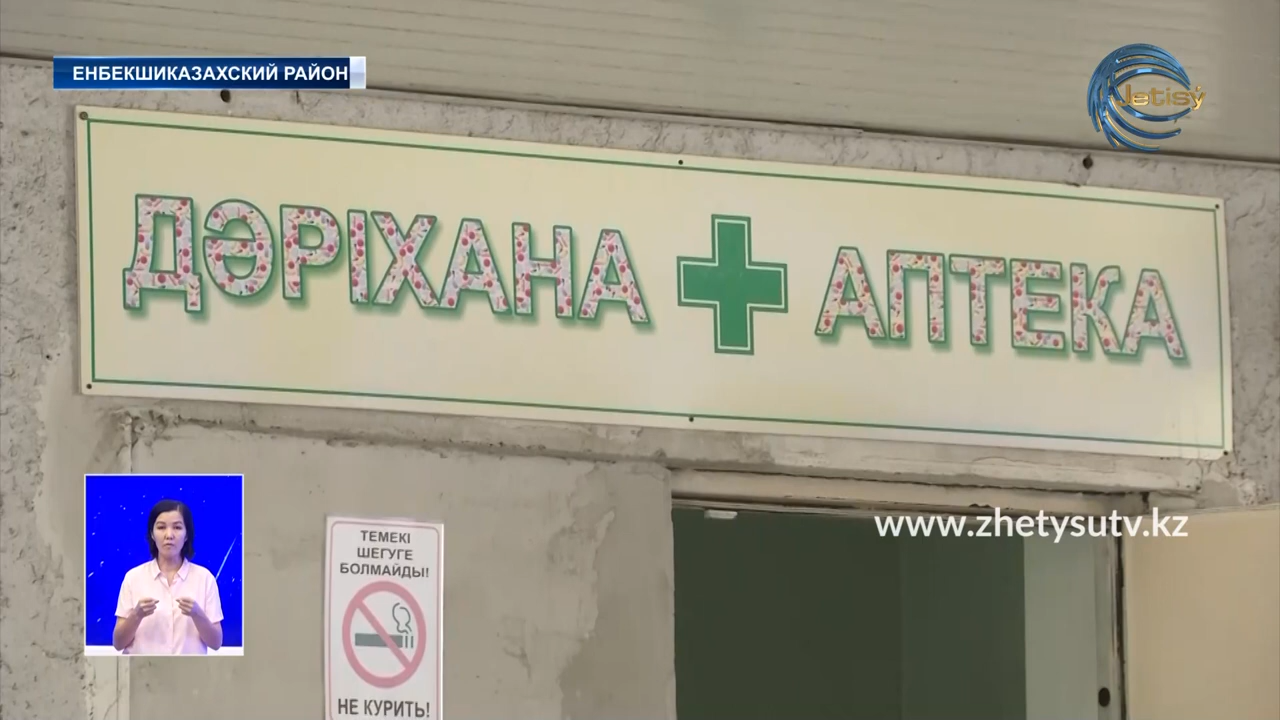 ЕНБЕКШИКАЗАХСКИЙ РАЙОН
Jetisý
ДӘРІХАНА АПТЕКА
www.zhetysutv.kz
ТЕМЕКІ
ШЕГУГЕ
БОЛМАЙДЫ!
НЕ КУРИТЬ!